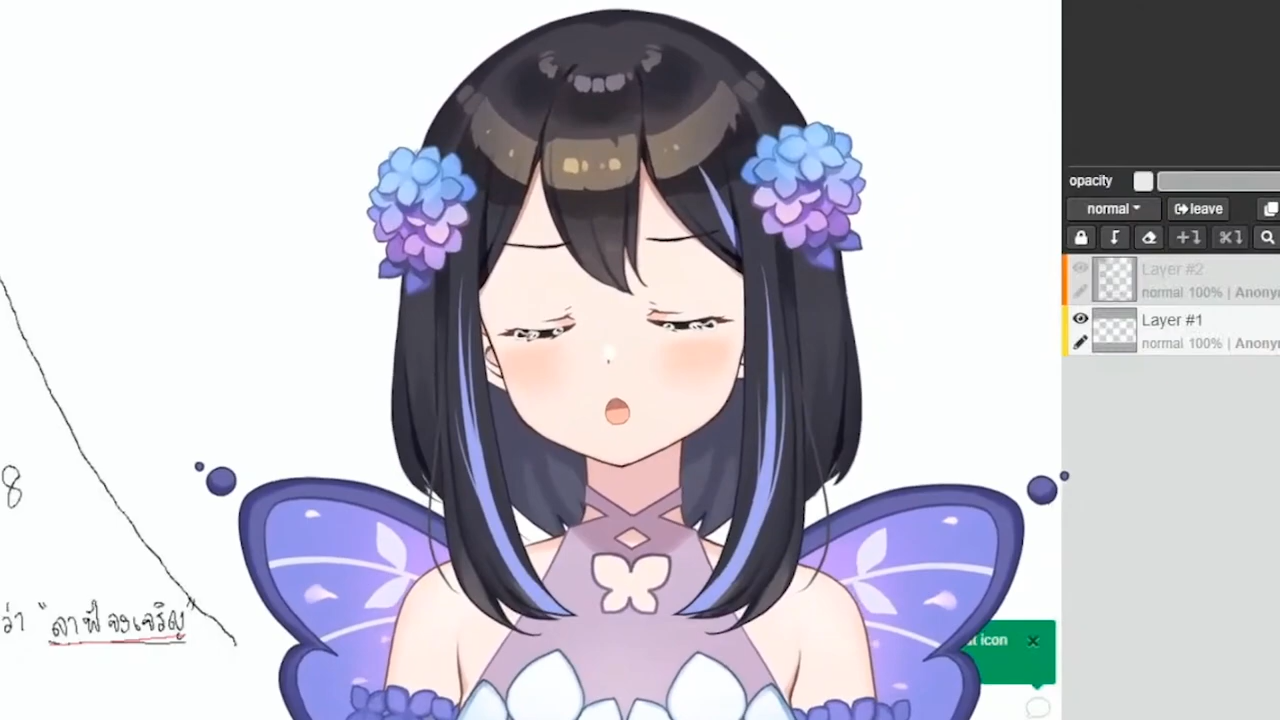 opacity
normal
leave
Layer #2
normal 100% | Anony
Layer #1
normal 100% | Anony
8
ว่า "ลาฟี จงเจริญ"
icon